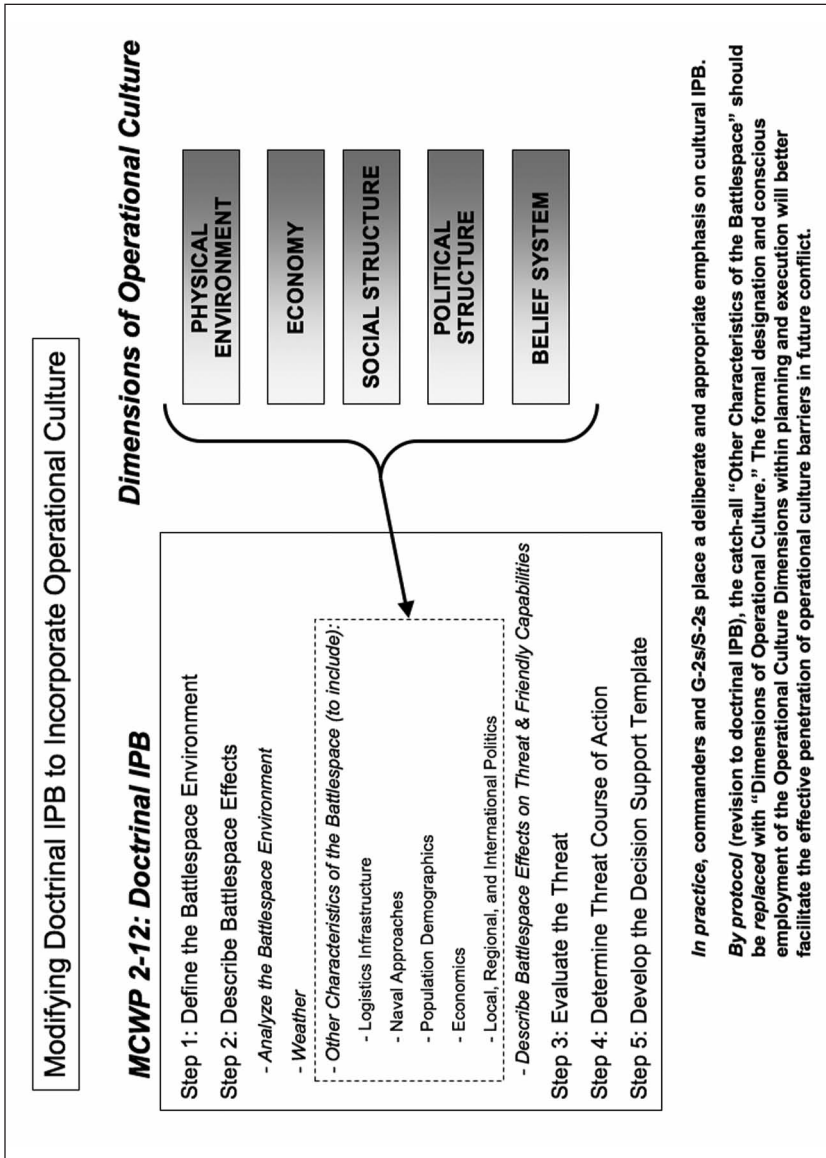 Modifying Doctrinal IPB to Incorporate Operational Culture
MCWP 2-12: Doctrinal IPB
Step 1: Define the Battlespace Environment
Step 2: Describe Battlespace Effects
- Analyze the Battlespace Environment
- Weather
- Other Characteristics of the Battlespace (to include):
- Logistics Infrastructure
- Naval Approaches
- Population Demographics
- Economics
- Local, Regional, and International Politics
- Describe Battlespace Effects on Threat & Friendly Capabilities
Step 3: Evaluate the Threat
Step 4: Determine Threat Course of Action
Step 5: Develop the Decision Support Template
Dimensions of Operational Culture
PHYSICAL
ENVIRONMENT
ECONOMY
SOCIAL STRUCTURE
POLITICAL
STRUCTURE
BELIEF SYSTEM
In practice, commanders and G-2s/S-2s place a deliberate and appropriate emphasis on cultural IPB.
By protocol (revision to doctrinal IPB), the catch-all “Other Characteristics of the Battlespace” should
be replaced with “Dimensions of Operational Culture.” The formal designation and conscious
employment of the Operational Culture Dimensions within planning and execution will better
facilitate the effective penetration of operational culture barriers in future conflict.